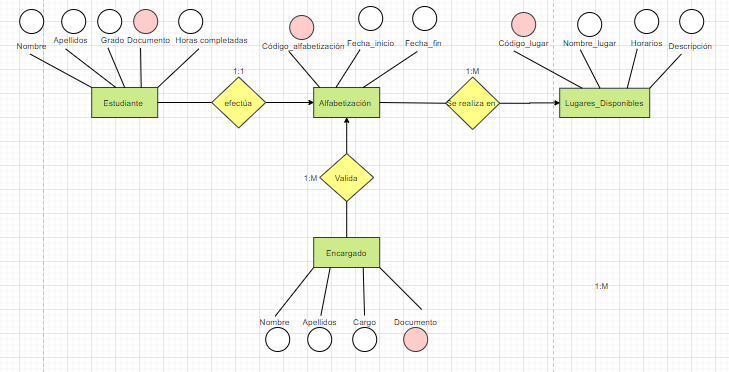 Nombre
Apellidos
Grado
Documento
Horas completadas
Código_alfabetización
Fecha_inicio
Fecha_fin
Código_lugar
Nombre_lugar
Horarios
Descripción
1:1
1:M
Estudiante
efectúa
Alfabetización
Se realiza en
Lugares_Disponibles
1:M
Valida
Encargado
1:M
Nombre
Apellidos
Cargo
Documento